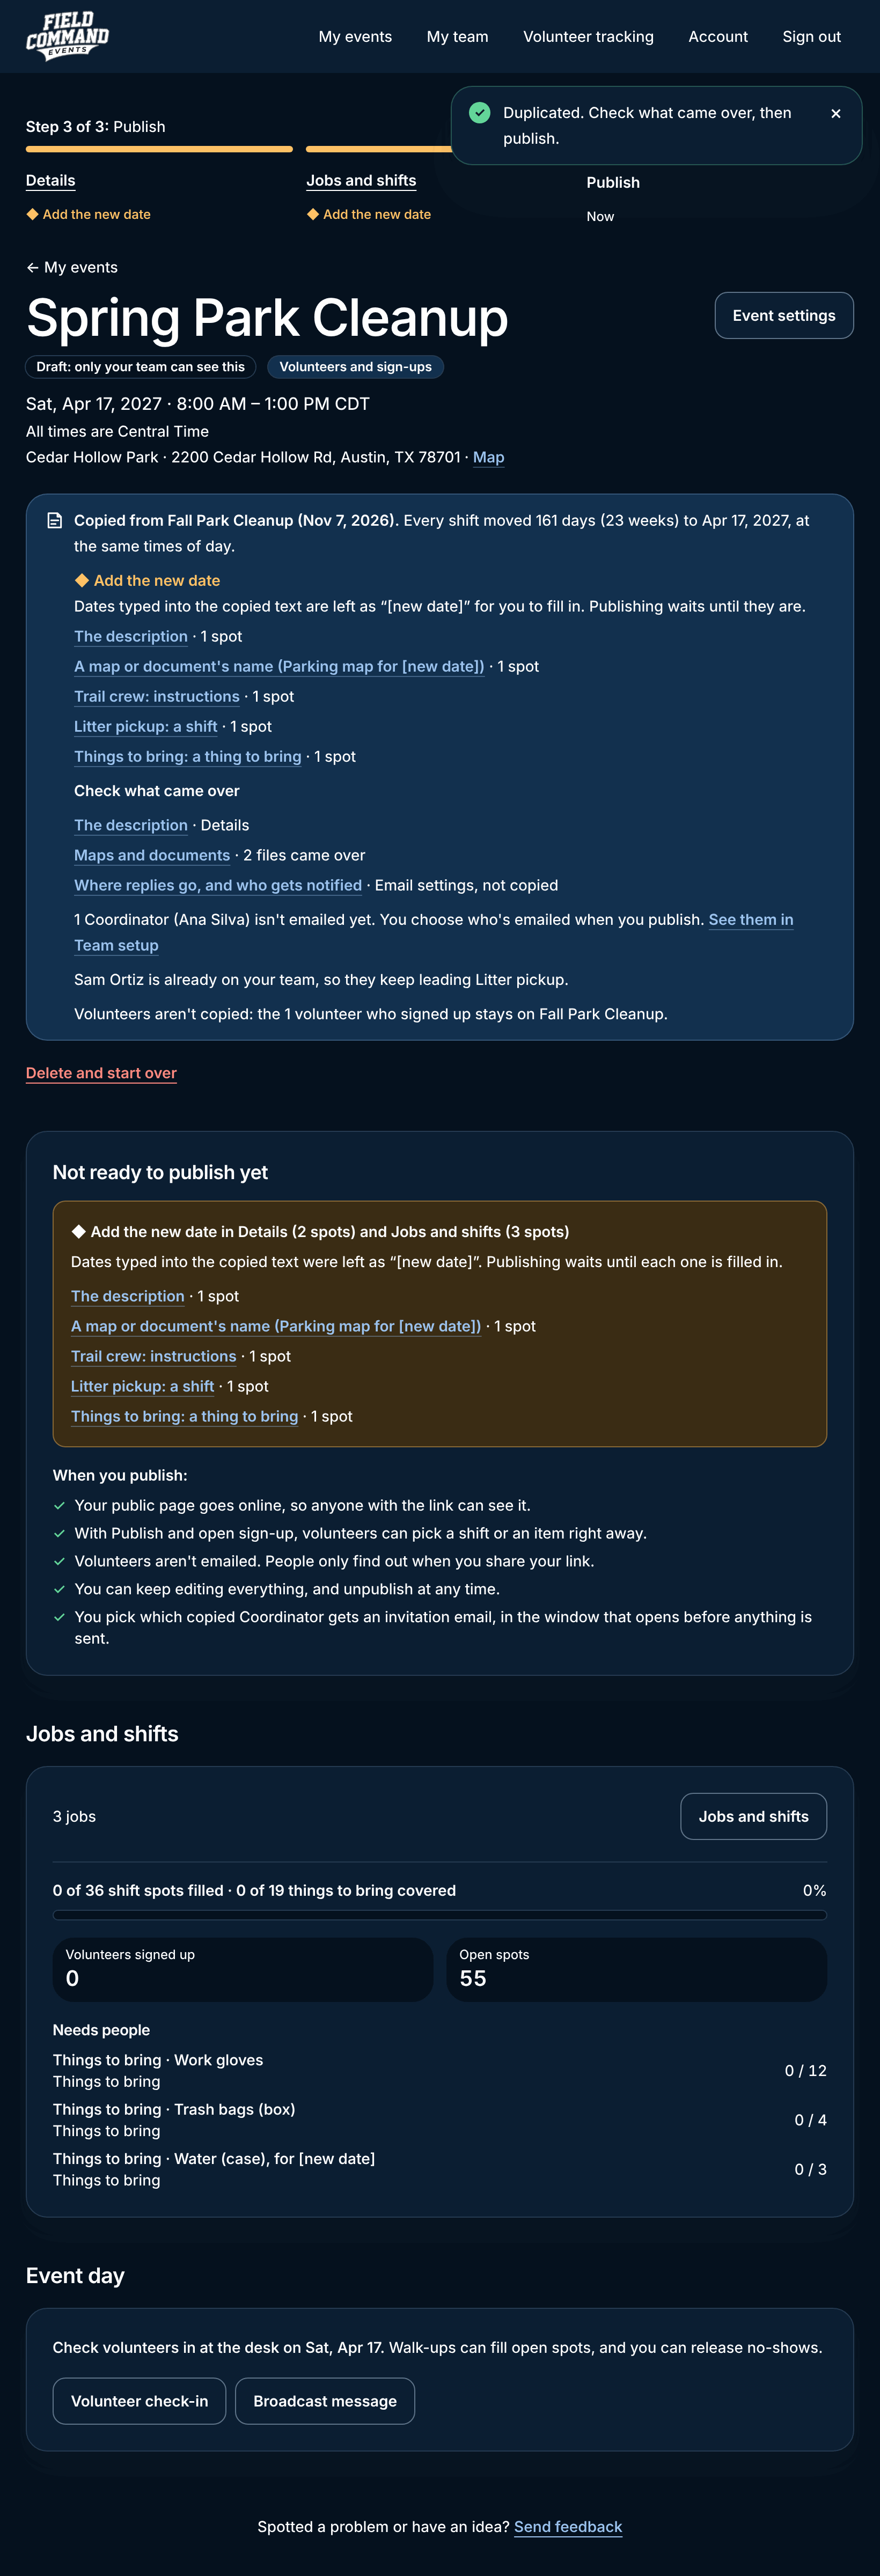 FIELD
COMMAND
EVENTS
My events
My team
Volunteer tracking
Account
Sign out
Duplicated. Check what came over, then
publish.
Step 3 of 3: Publish
Details
Jobs and shifts
Publish
◆ Add the new date
◆ Add the new date
Now
← My events
Spring Park Cleanup
Event settings
Draft: only your team can see this
Volunteers and sign-ups
Sat, Apr 17, 2027 · 8:00 AM – 1:00 PM CDT
All times are Central Time
Cedar Hollow Park · 2200 Cedar Hollow Rd, Austin, TX 78701 · Map
Copied from Fall Park Cleanup (Nov 7, 2026). Every shift moved 161 days (23 weeks) to Apr 17, 2027, at
the same times of day.
◆ Add the new date
Dates typed into the copied text are left as “[new date]” for you to fill in. Publishing waits until they are.
The description · 1 spot
A map or document's name (Parking map for [new date]) · 1 spot
Trail crew: instructions · 1 spot
Litter pickup: a shift · 1 spot
Things to bring: a thing to bring · 1 spot
Check what came over
The description · Details
Maps and documents · 2 files came over
Where replies go, and who gets notified · Email settings, not copied
1 Coordinator (Ana Silva) isn't emailed yet. You choose who's emailed when you publish. See them in
Team setup
Sam Ortiz is already on your team, so they keep leading Litter pickup.
Volunteers aren't copied: the 1 volunteer who signed up stays on Fall Park Cleanup.
Delete and start over
Not ready to publish yet
◆ Add the new date in Details (2 spots) and Jobs and shifts (3 spots)
Dates typed into the copied text were left as “[new date]”. Publishing waits until each one is filled in.
The description · 1 spot
A map or document's name (Parking map for [new date]) · 1 spot
Trail crew: instructions · 1 spot
Litter pickup: a shift · 1 spot
Things to bring: a thing to bring · 1 spot
When you publish:
✓ Your public page goes online, so anyone with the link can see it.
✓ With Publish and open sign-up, volunteers can pick a shift or an item right away.
✓ Volunteers aren't emailed. People only find out when you share your link.
✓ You can keep editing everything, and unpublish at any time.
✓ You pick which copied Coordinator gets an invitation email, in the window that opens before anything is
sent.
Jobs and shifts
3 jobs
Jobs and shifts
0 of 36 shift spots filled · 0 of 19 things to bring covered
0%
Volunteers signed up
0
Open spots
55
Needs people
Things to bring · Work gloves
Things to bring
0 / 12
Things to bring · Trash bags (box)
Things to bring
0 / 4
Things to bring · Water (case), for [new date]
Things to bring
0 / 3
Event day
Check volunteers in at the desk on Sat, Apr 17. Walk-ups can fill open spots, and you can release no-shows.
Volunteer check-in
Broadcast message
Spotted a problem or have an idea? Send feedback